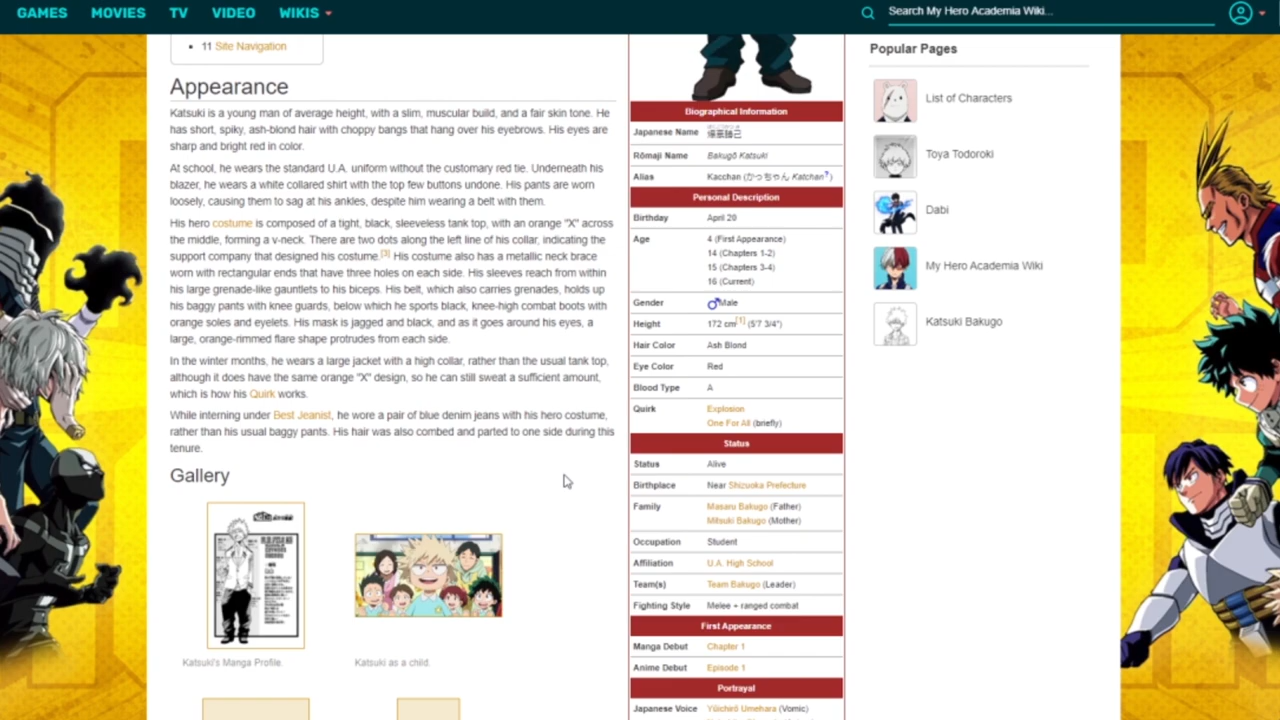 GAMES MOVIES TV VIDEO WIKIS
Search My Hero Academia Wiki...
11 Site Navigation
Appearance
Katsuki is a young man of average height, with a slim, muscular build, and a fair skin tone. He
has short, spiky, ash-blond hair with choppy bangs that hang over his eyebrows. His eyes are
sharp and bright red in color.
At school, he wears the standard U.A. uniform without the customary red tie. Underneath his
blazer, he wears a white collared shirt with the top few buttons undone. His pants are worn
loosely, causing them to sag at his ankles, despite him wearing a belt with them.
His hero costume is composed of a tight, black, sleeveless tank top, with an orange "X" across
the middle, forming a v-neck. There are two dots along the left line of his collar, indicating the
support company that designed his costume.[3] His costume also has a metallic neck brace
worn with rectangular ends that have three holes on each side. His sleeves reach from within
his large grenade-like gauntlets to his biceps. His belt, which also carries grenades, holds up
his baggy pants with knee guards, below which he sports black, knee-high combat boots with
orange soles and eyelets. His mask is jagged and black, and as it goes around his eyes, a
large, orange-rimmed flare shape protrudes from each side.
In the winter months, he wears a large jacket with a high collar, rather than the usual tank top,
although it does have the same orange "X" design, so he can still sweat a sufficient amount,
which is how his Quirk works.
While interning under Best Jeanist, he wore a pair of blue denim jeans with his hero costume,
rather than his usual baggy pants. His hair was also combed and parted to one side during this
tenure.
Gallery
Katsuki's Manga Profile.
Katsuki as a child.
Biographical Information
Japanese Name 爆豪勝己
Rōmaji Name Bakugō Katsuki
Alias Kacchan (かっちゃん Katchan?)
Personal Description
Birthday April 20
Age 4 (First Appearance)
14 (Chapters 1-2)
15 (Chapters 3-4)
16 (Current)
Gender Male
Height 172 cm[1] (5'7 3/4")
Hair Color Ash Blond
Eye Color Red
Blood Type A
Quirk Explosion
One For All (briefly)
Status
Status Alive
Birthplace Near Shizuoka Prefecture
Family Masaru Bakugo (Father)
Mitsuki Bakugo (Mother)
Occupation Student
Affiliation U.A. High School
Team(s) Team Bakugo (Leader)
Fighting Style Melee + ranged combat
First Appearance
Manga Debut Chapter 1
Anime Debut Episode 1
Portrayal
Japanese Voice Yūichirō Umehara (Vomic)
Popular Pages
List of Characters
Toya Todoroki
Dabi
My Hero Academia Wiki
Katsuki Bakugo